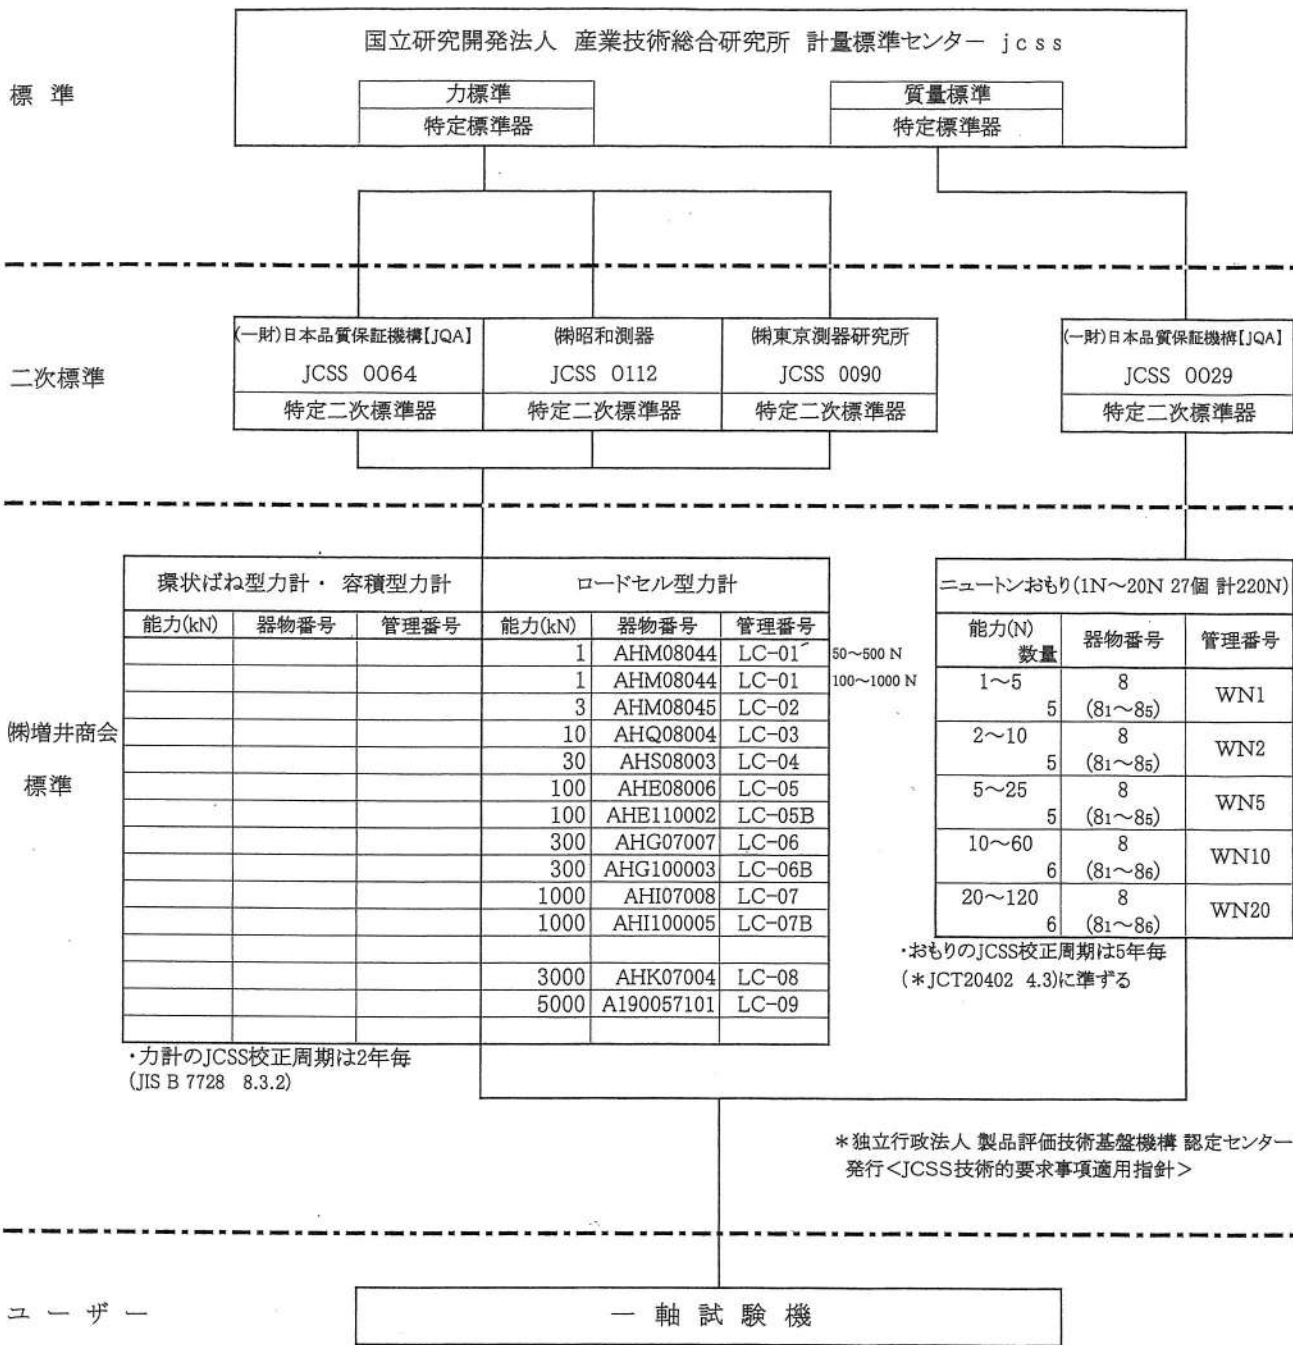 国立研究開発法人 産業技術総合研究所 計量標準センター jcss
標 準
力標準
特定標準器
質量標準
特定標準器
二次標準
(一財)日本品質保証機構【JQA】
JCSS 0064
特定二次標準器
㈱昭和測器
JCSS 0112
特定二次標準器
㈱東京測器研究所
JCSS 0090
特定二次標準器
(一財)日本品質保証機構【JQA】
JCSS 0029
特定二次標準器
㈱増井商会
標準
環状ばね型力計・ 容積型力計 ロードセル型力計
能力(kN) 器物番号 管理番号 能力(kN) 器物番号 管理番号
1 AHM08044 LC-01 50～500 N
1 AHM08044 LC-01 100～1000 N
3 AHM08045 LC-02
10 AHQ08004 LC-03
30 AHS08003 LC-04
100 AHE08006 LC-05
100 AHE110002 LC-05B
300 AHG07007 LC-06
300 AHG100003 LC-06B
1000 AHI07008 LC-07
1000 AHI100005 LC-07B
3000 AHK07004 LC-08
5000 A190057101 LC-09
・力計のJCSS校正周期は2年毎
(JIS B 7728 8.3.2)
ニュートンおもり(1N～20N 27個 計220N)
能力(N) 数量 器物番号 管理番号
1～5 5 8 (81～85) WN1
2～10 5 8 (81～85) WN2
5～25 5 8 (81～85) WN5
10～60 6 8 (81～86) WN10
20～120 6 8 (81～86) WN20
・おもりのJCSS校正周期は5年毎
(＊JCT20402 4.3)に準ずる
＊独立行政法人 製品評価技術基盤機構 認定センター
発行<JCSS技術的要求事項適用指針>
ユ ー ザ ー
一 軸 試 験 機